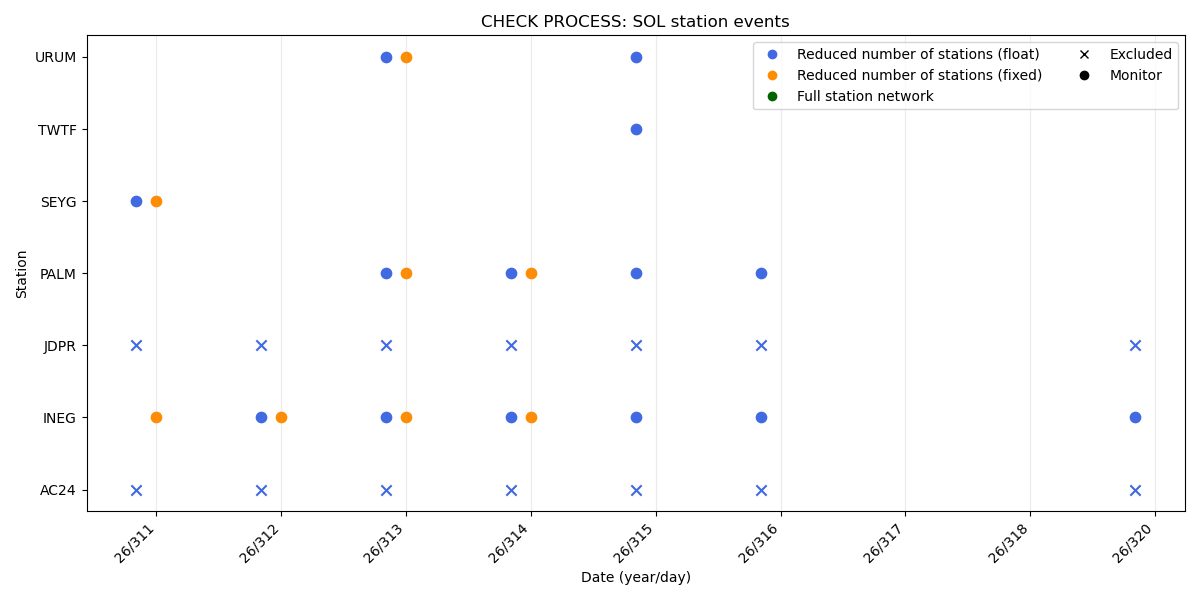 CHECK PROCESS: SOL station events
Reduced number of stations (float)
Reduced number of stations (fixed)
Full station network
Excluded
Monitor
Station
URUM
TWTF
SEYG
PALM
JDPR
INEG
AC24
26/311
26/312
26/313
26/314
26/315
26/316
26/317
26/318
26/320
Date (year/day)